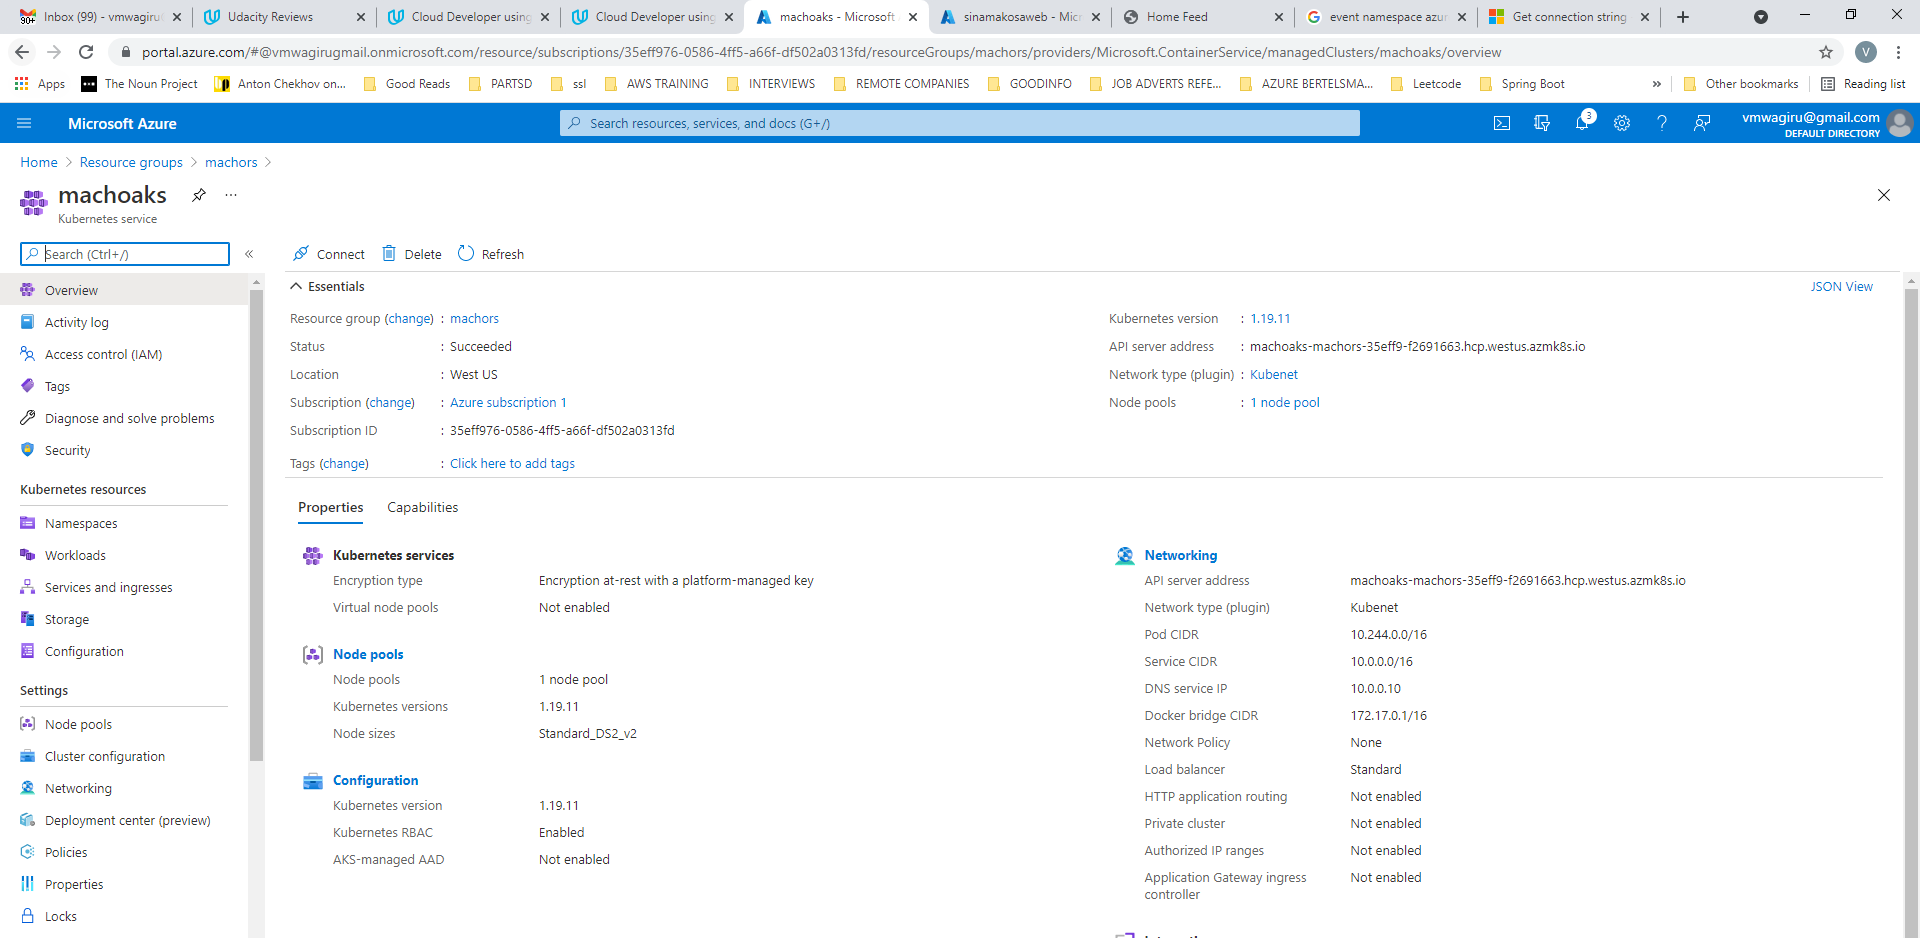 Inbox (99) - vmwagiru
Udacity Reviews
Cloud Developer using
Cloud Developer using
machoaks - Microsoft
sinamakosaweb - Mic
Home Feed
event namespace azu
Get connection string
portal.azure.com/#@vmwagirugmail.onmicrosoft.com/resource/subscriptions/35eff976-0586-4ff5-a66f-df502a0313fd/resourceGroups/machors/providers/Microsoft.ContainerService/managedClusters/machoaks/overview
V
Apps
The Noun Project
Anton Chekhov on...
Good Reads
PARTSD
ssl
AWS TRAINING
INTERVIEWS
REMOTE COMPANIES
GOODINFO
JOB ADVERTS REFE...
AZURE BERTELSMA...
Leetcode
Spring Boot
»
Other bookmarks
Reading list
Microsoft Azure
Search resources, services, and docs (G+/)
3
vmwagiru@gmail.com
DEFAULT DIRECTORY
Home > Resource groups > machors >
machoaks
...
Kubernetes service
Search (Ctrl+/)
«
Connect
Delete
Refresh
Overview
Activity log
Access control (IAM)
Tags
Diagnose and solve problems
Security
Kubernetes resources
Namespaces
Workloads
Services and ingresses
Storage
Configuration
Settings
Node pools
Cluster configuration
Networking
Deployment center (preview)
Policies
Properties
Locks
Essentials
JSON View
Resource group (change) : machors
Status : Succeeded
Location : West US
Subscription (change) : Azure subscription 1
Subscription ID : 35eff976-0586-4ff5-a66f-df502a0313fd
Tags (change) : Click here to add tags
Kubernetes version : 1.19.11
API server address : machoaks-machors-35eff9-f2691663.hcp.westus.azmk8s.io
Network type (plugin) : Kubenet
Node pools : 1 node pool
Properties
Capabilities
Kubernetes services
Encryption type Encryption at-rest with a platform-managed key
Virtual node pools Not enabled
Node pools
Node pools 1 node pool
Kubernetes versions 1.19.11
Node sizes Standard_DS2_v2
Configuration
Kubernetes version 1.19.11
Kubernetes RBAC Enabled
AKS-managed AAD Not enabled
Networking
API server address machoaks-machors-35eff9-f2691663.hcp.westus.azmk8s.io
Network type (plugin) Kubenet
Pod CIDR 10.244.0.0/16
Service CIDR 10.0.0.0/16
DNS service IP 10.0.0.10
Docker bridge CIDR 172.17.0.1/16
Network Policy None
Load balancer Standard
HTTP application routing Not enabled
Private cluster Not enabled
Authorized IP ranges Not enabled
Application Gateway ingress Not enabled
controller